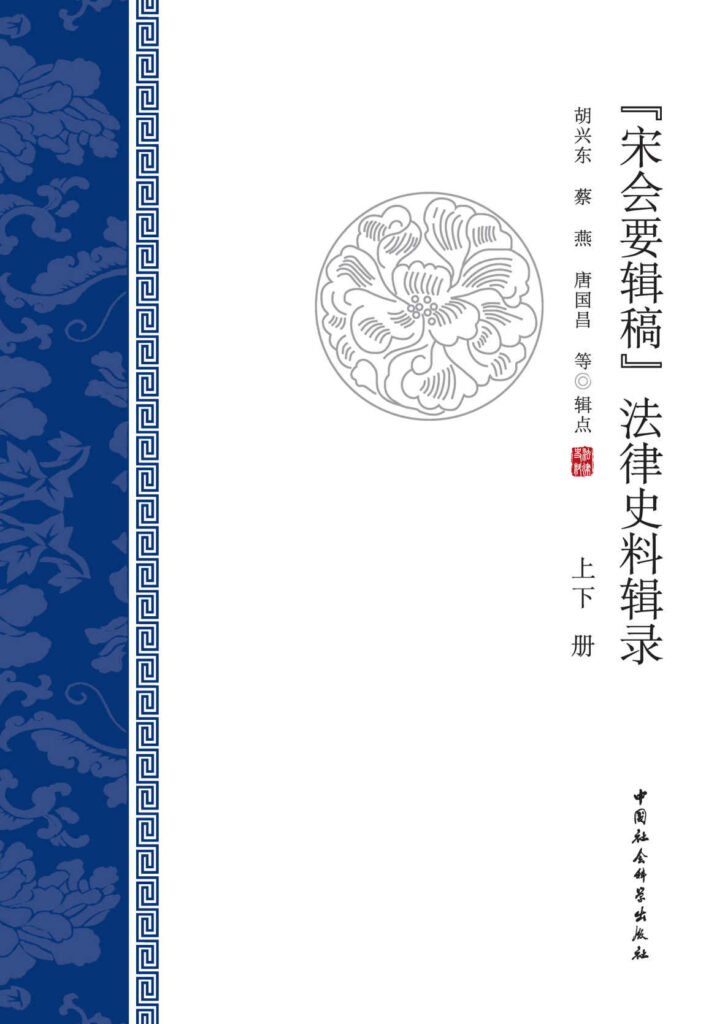 『宋会要辑稿』法律史料辑录
胡兴东 蔡 燕 唐国昌 等◎辑点
上下 册
中国社会科学出版社